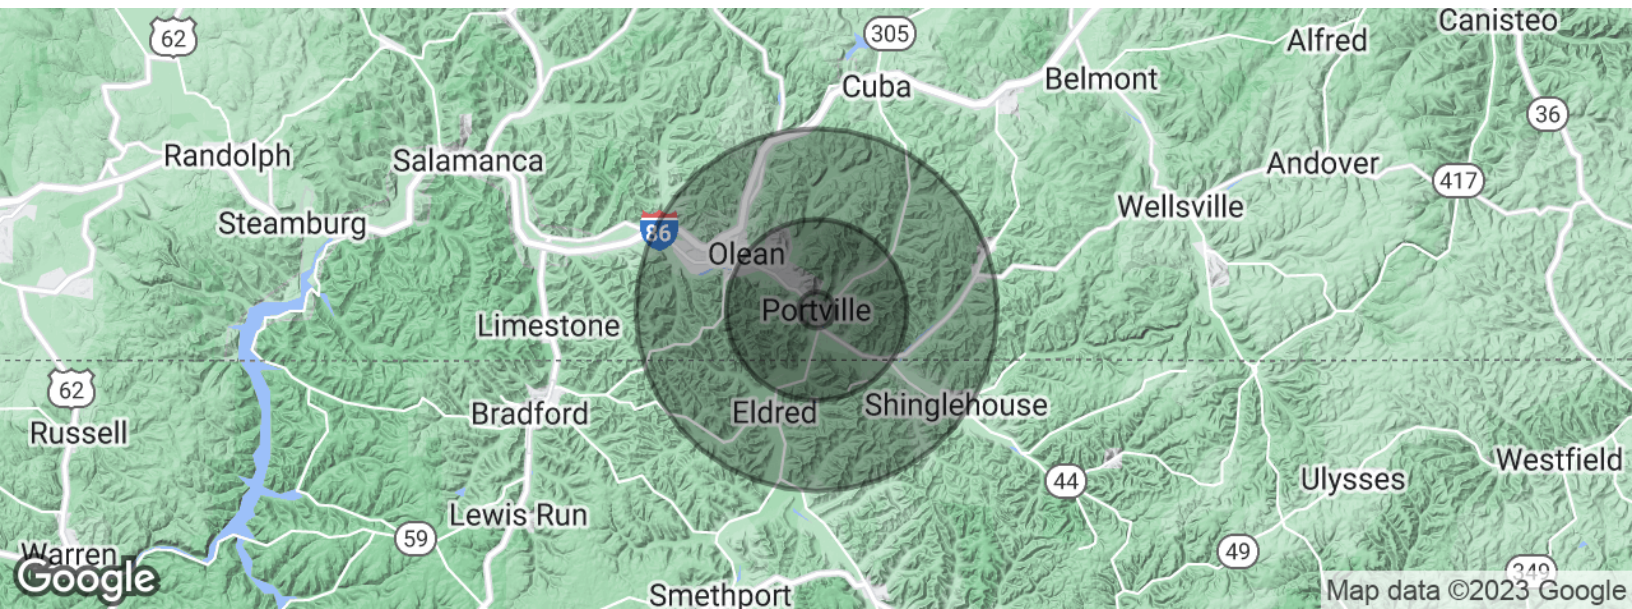 Canisteo
62
305
Alfred
Cuba
Belmont
36
Randolph
Salamanca
Andover
417
Steamburg
Wellsville
86
Olean
Portville
Limestone
62
Bradford
Eldred
Shinglehouse
Russell
Westfield
Ulysses
44
Lewis Run
59
49
Warren
349
Google
Smethport
Map data ©2023 Google